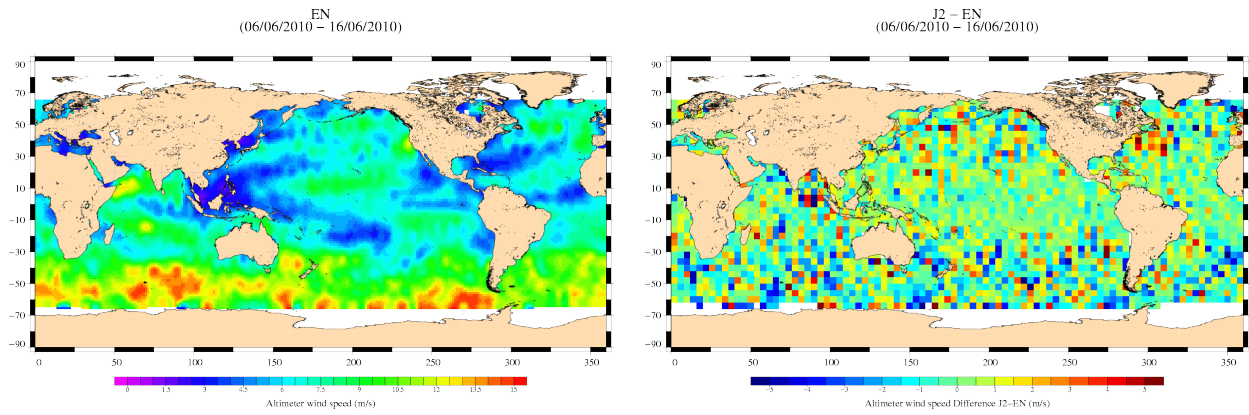 EN
(06/06/2010 − 16/06/2010)
90
70
50
30
10
−10
−30
−50
−70
−90
0 50 100 150 200 250 300 350
0 1.5 3 4.5 6 7.5 9 10.5 12 13.5 15
Altimeter wind speed (m/s)
J2 − EN
(06/06/2010 − 16/06/2010)
90
70
50
30
10
−10
−30
−50
−70
−90
0 50 100 150 200 250 300 350
−5 −4 −3 −2 −1 0 1 2 3 4 5
Altimeter wind speed Difference J2−EN (m/s)